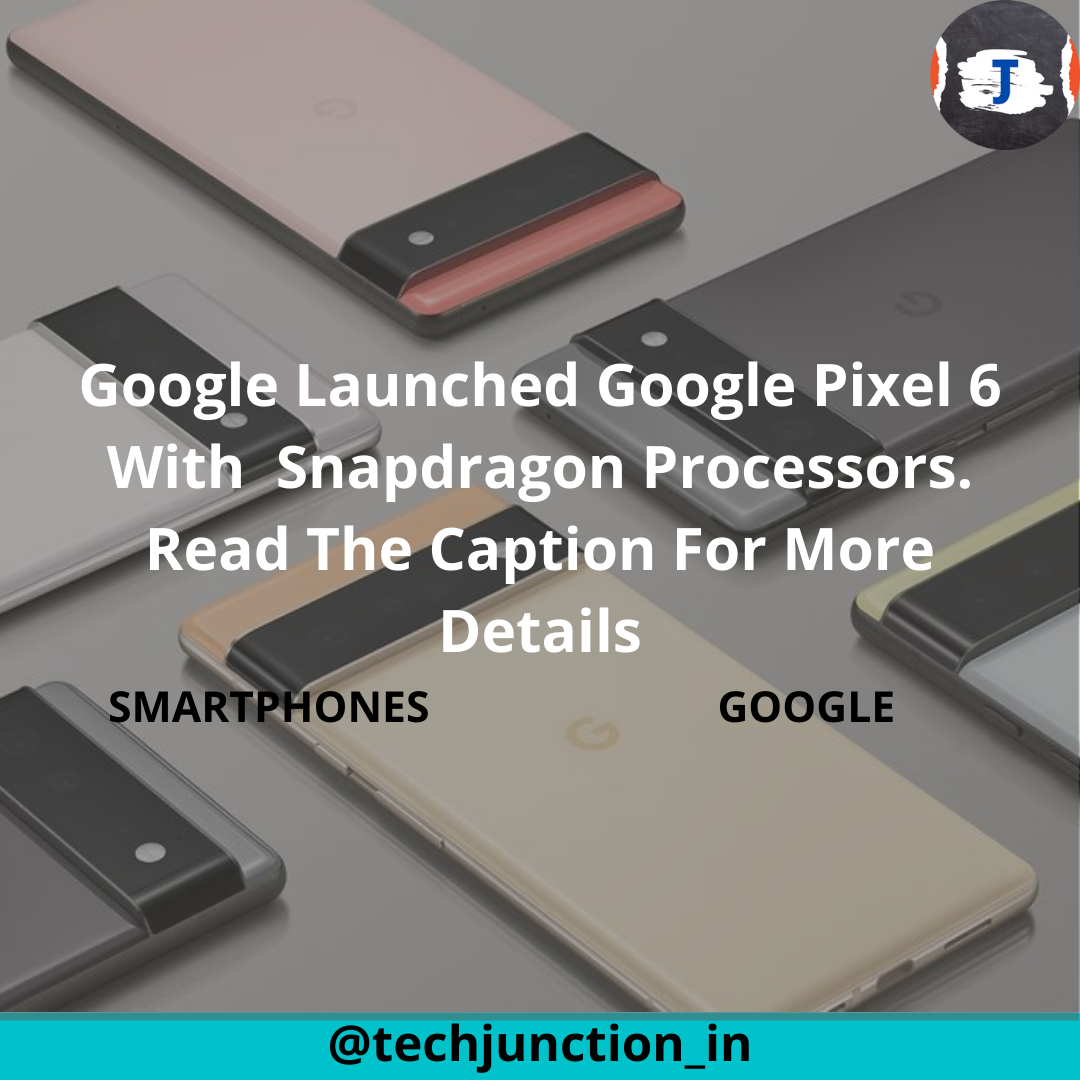 J
Google Launched Google Pixel 6
With  Snapdragon Processors.
Read The Caption For More
Details
SMARTPHONES GOOGLE
@techjunction_in